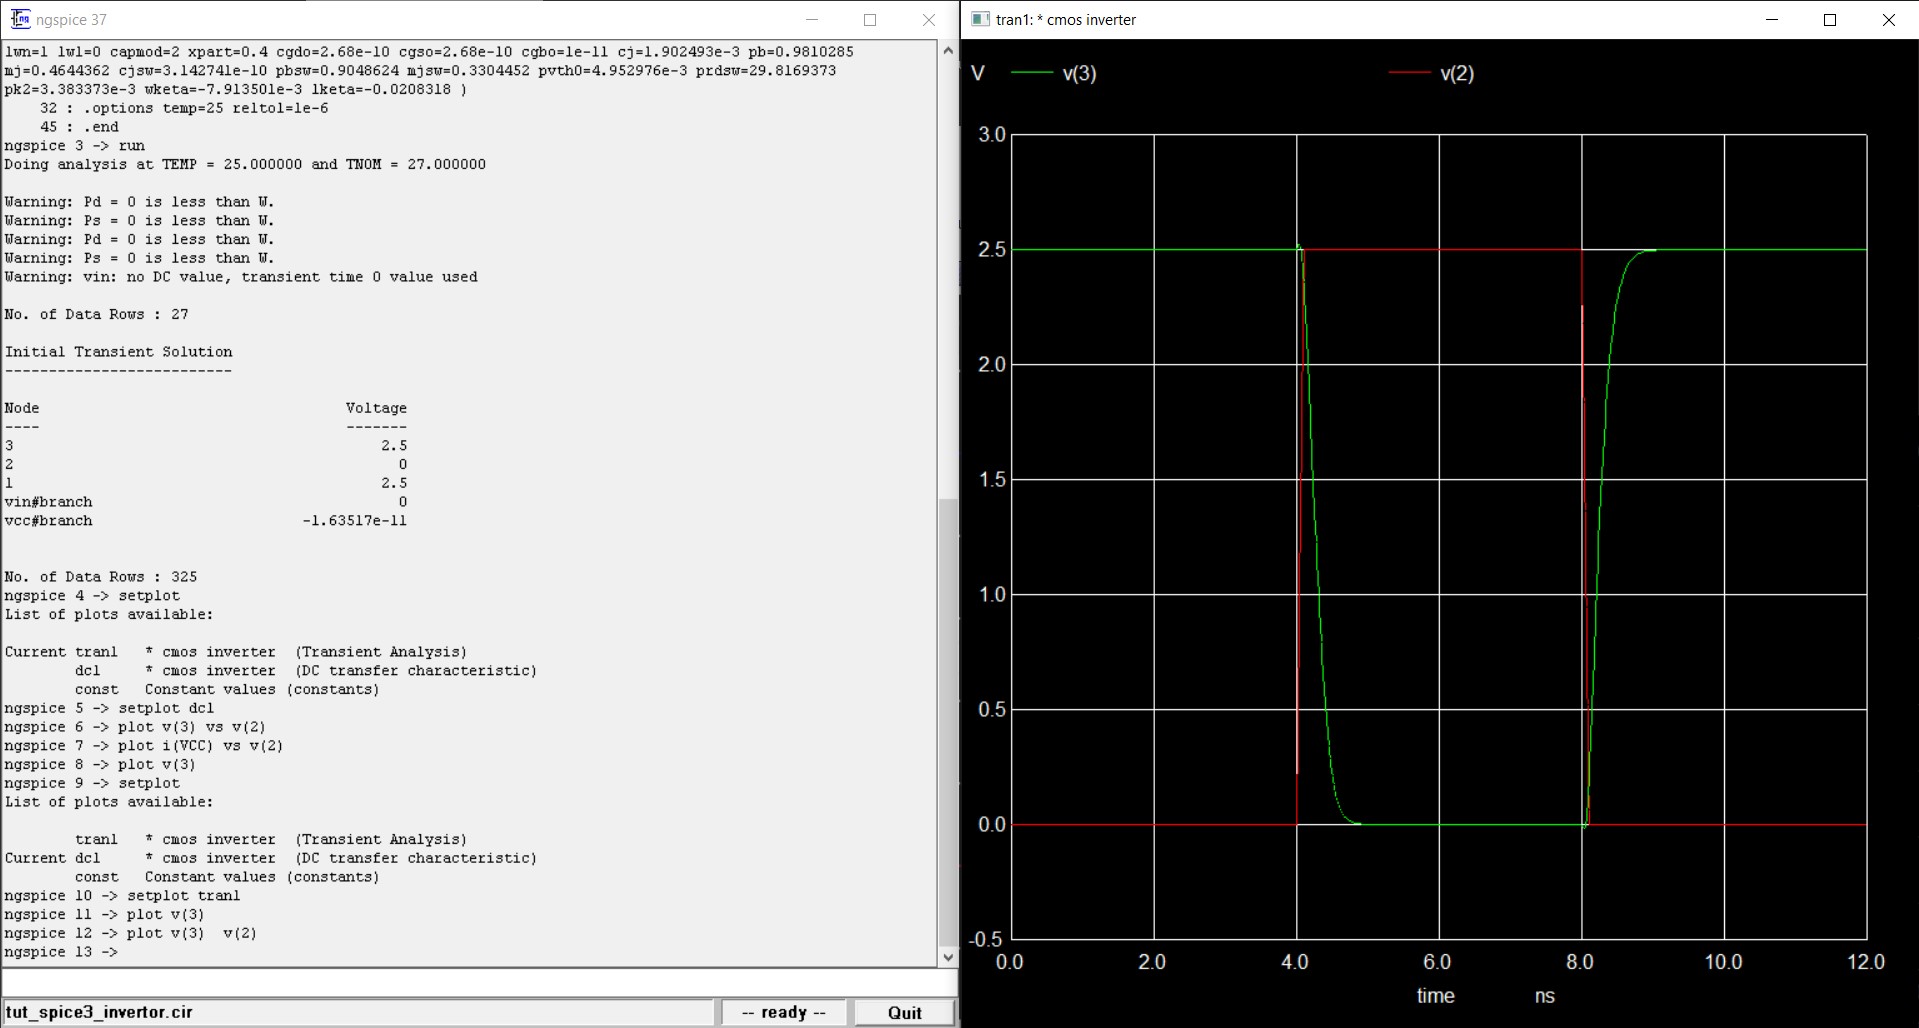 ngspice 37
lwn=1 lwl=0 capmod=2 xpart=0.4 cgdo=2.68e-10 cgso=2.68e-10 cgbo=1e-11 cj=1.902493e-3 pb=0.9810285
mj=0.4644362 cjsw=3.142741e-10 pbsw=0.9048624 mjsw=0.3304452 pvth0=4.952976e-3 prdsw=29.8169373
pk2=3.383373e-3 wketa=-7.913501e-3 lketa=-0.0208318 )
32 : .options temp=25 reltol=1e-6
45 : .end
ngspice 3 -> run
Doing analysis at TEMP = 25.000000 and TNOM = 27.000000
Warning: Pd = 0 is less than W.
Warning: Ps = 0 is less than W.
Warning: Pd = 0 is less than W.
Warning: Ps = 0 is less than W.
Warning: vin: no DC value, transient time 0 value used
No. of Data Rows : 27
Initial Transient Solution
--------------------------
Node Voltage
---- -------
3 2.5
2 0
1 2.5
vin#branch 0
vcc#branch -1.63517e-11
No. of Data Rows : 325
ngspice 4 -> setplot
List of plots available:
Current tran1 * cmos inverter (Transient Analysis)
dc1 * cmos inverter (DC transfer characteristic)
const Constant values (constants)
ngspice 5 -> setplot dc1
ngspice 6 -> plot v(3) vs v(2)
ngspice 7 -> plot i(VCC) vs v(2)
ngspice 8 -> plot v(3)
ngspice 9 -> setplot
List of plots available:
tran1 * cmos inverter (Transient Analysis)
Current dc1 * cmos inverter (DC transfer characteristic)
const Constant values (constants)
ngspice 10 -> setplot tran1
ngspice 11 -> plot v(3)
ngspice 12 -> plot v(3) v(2)
ngspice 13 ->
tut_spice3_invertor.cir
-- ready --
Quit
tran1: * cmos inverter
V v(3) v(2)
3.0
2.5
2.0
1.5
1.0
0.5
0.0
-0.5
0.0 2.0 4.0 6.0 8.0 10.0 12.0
time ns